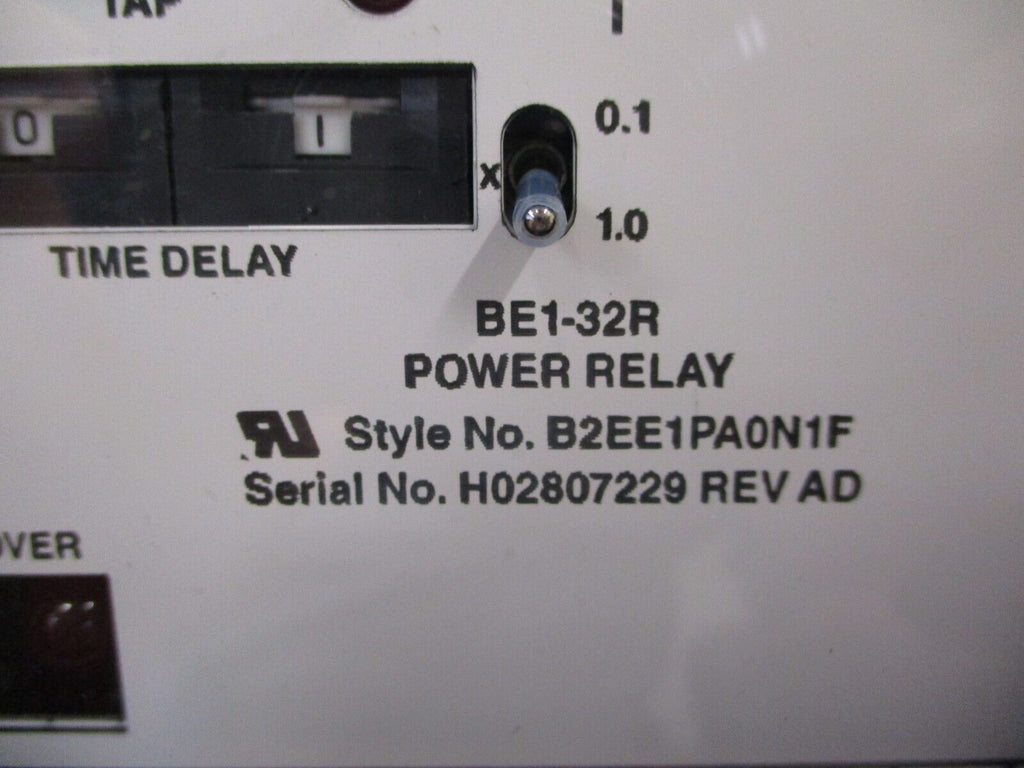 TAP
0 1
0.1
x
1.0
TIME DELAY
BE1-32R
POWER RELAY
Style No. B2EE1PA0N1F
Serial No. H02807229 REV AD